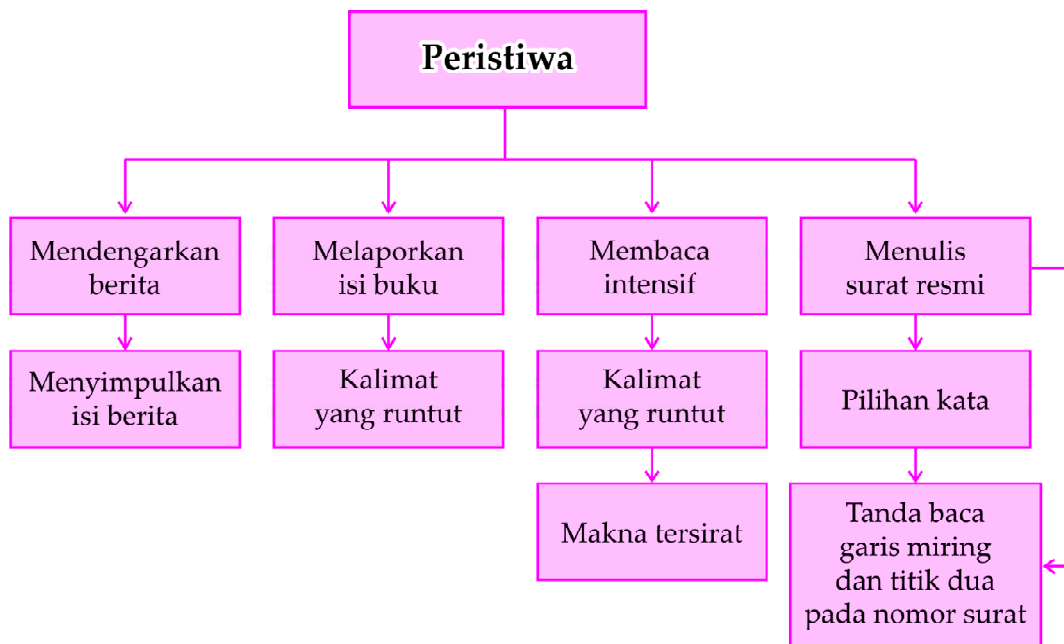 Peristiwa
Mendengarkan
berita
Melaporkan
isi buku
Membaca
intensif
Menulis
surat resmi
Menyimpulkan
isi berita
Kalimat
yang runtut
Kalimat
yang runtut
Pilihan kata
Makna tersirat
Tanda baca
garis miring
dan titik dua
pada nomor surat